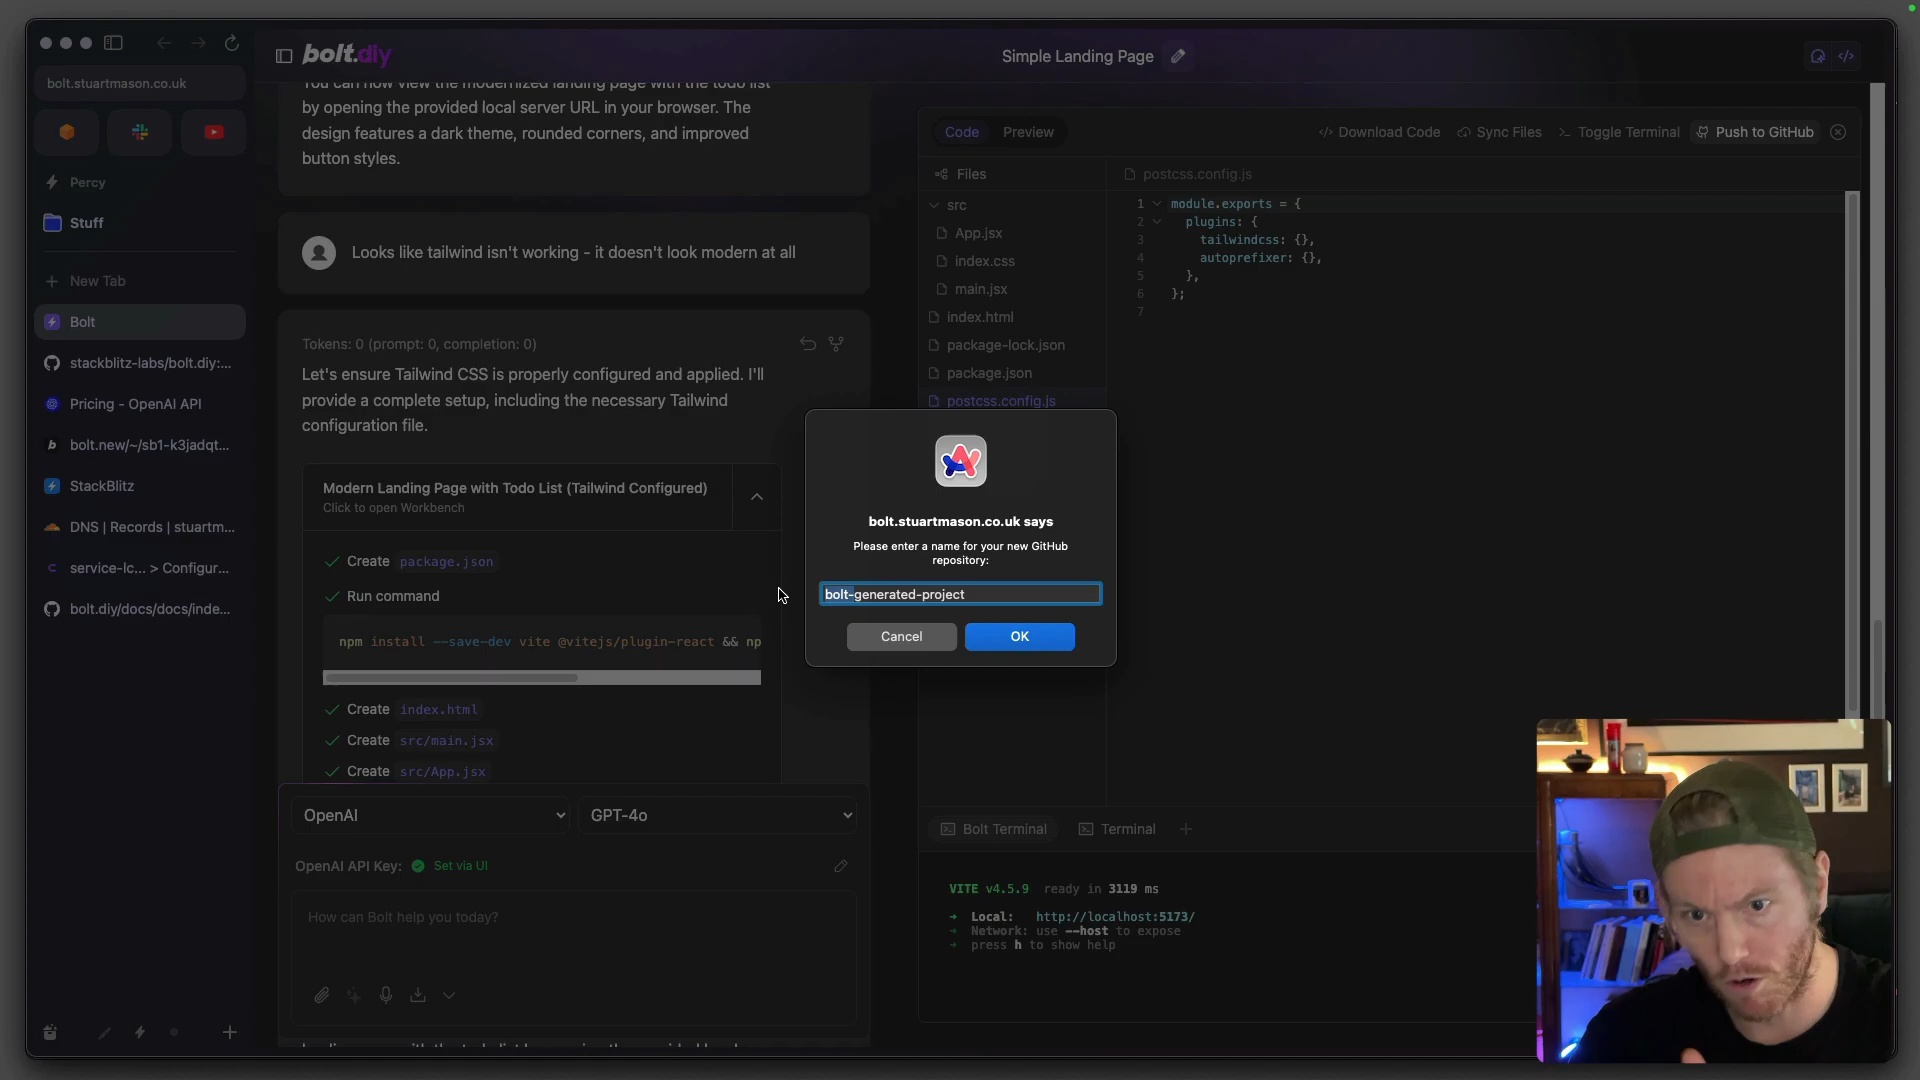 bolt.stuartmason.co.uk
Percy
Stuff
New Tab
Bolt
stackblitz-labs/bolt.diy:...
Pricing - OpenAI API
bolt.new/~/sb1-k3jadqt...
StackBlitz
DNS | Records | stuartm...
service-lc... > Configur...
bolt.diy/docs/docs/inde...
bolt.diy
Simple Landing Page
You can now view the modernized landing page with the todo list
by opening the provided local server URL in your browser. The
design features a dark theme, rounded corners, and improved
button styles.
Looks like tailwind isn't working - it doesn't look modern at all
Tokens: 0 (prompt: 0, completion: 0)
Let's ensure Tailwind CSS is properly configured and applied. I'll
provide a complete setup, including the necessary Tailwind
configuration file.
Modern Landing Page with Todo List (Tailwind Configured)
Click to open Workbench
Create package.json
Run command
npm install --save-dev vite @vitejs/plugin-react && np
Create index.html
Create src/main.jsx
Create src/App.jsx
OpenAI
GPT-4o
OpenAI API Key: Set via UI
How can Bolt help you today?
Code
Preview
Download Code
Sync Files
Toggle Terminal
Push to GitHub
Files
src
App.jsx
index.css
main.jsx
index.html
package-lock.json
package.json
postcss.config.js
postcss.config.js
1 module.exports = {
2 plugins: {
3 tailwindcss: {},
4 autoprefixer: {},
5 },
6 };
7
bolt.stuartmason.co.uk says
Please enter a name for your new GitHub
repository:
bolt-generated-project
Cancel
OK
Bolt Terminal
Terminal
VITE v4.5.9 ready in 3119 ms
➜ Local: http://localhost:5173/
➜ Network: use --host to expose
➜ press h to show help